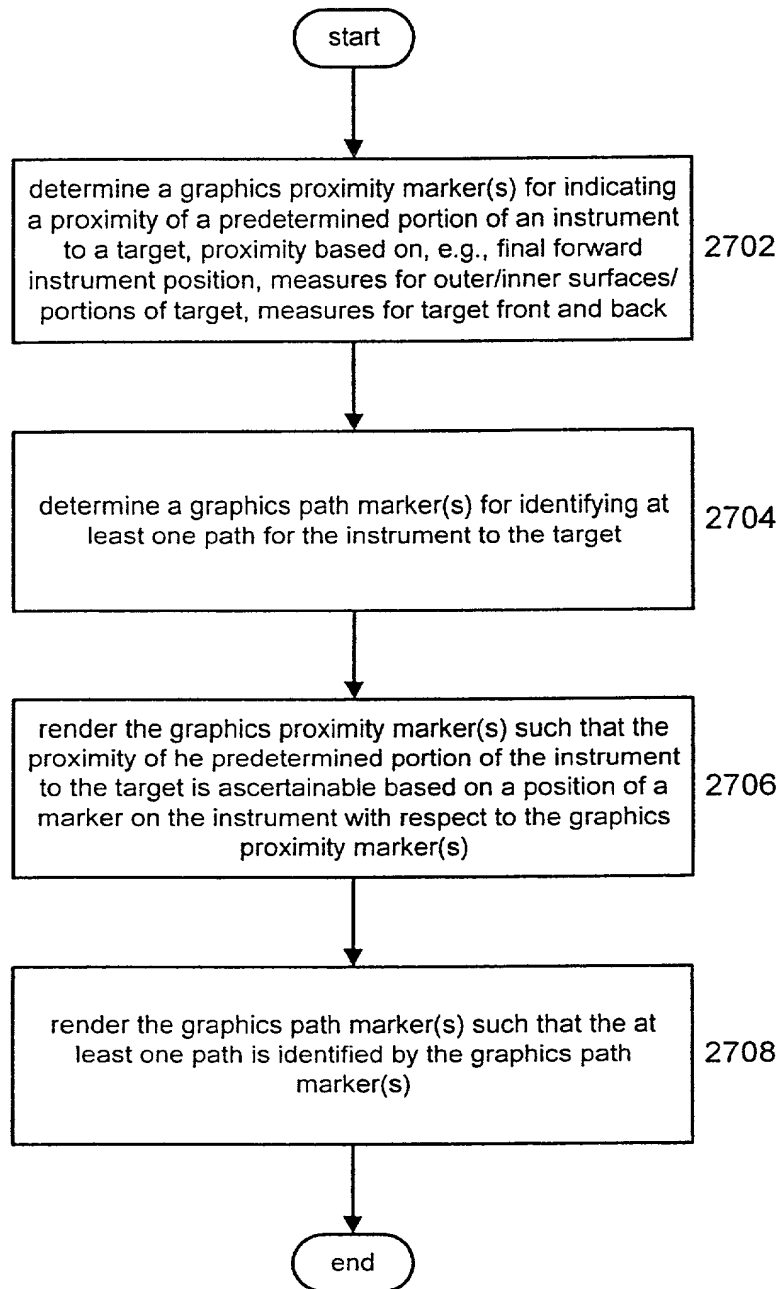 start
determine a graphics proximity marker(s) for indicating
a proximity of a predetermined portion of an instrument
to a target, proximity based on, e.g., final forward
instrument position, measures for outer/inner surfaces/
portions of target, measures for target front and back
2702
determine a graphics path marker(s) for identifying at
least one path for the instrument to the target
2704
render the graphics proximity marker(s) such that the
proximity of he predetermined portion of the instrument
to the target is ascertainable based on a position of a
marker on the instrument with respect to the graphics
proximity marker(s)
2706
render the graphics path marker(s) such that the at
least one path is identified by the graphics path
marker(s)
2708
end